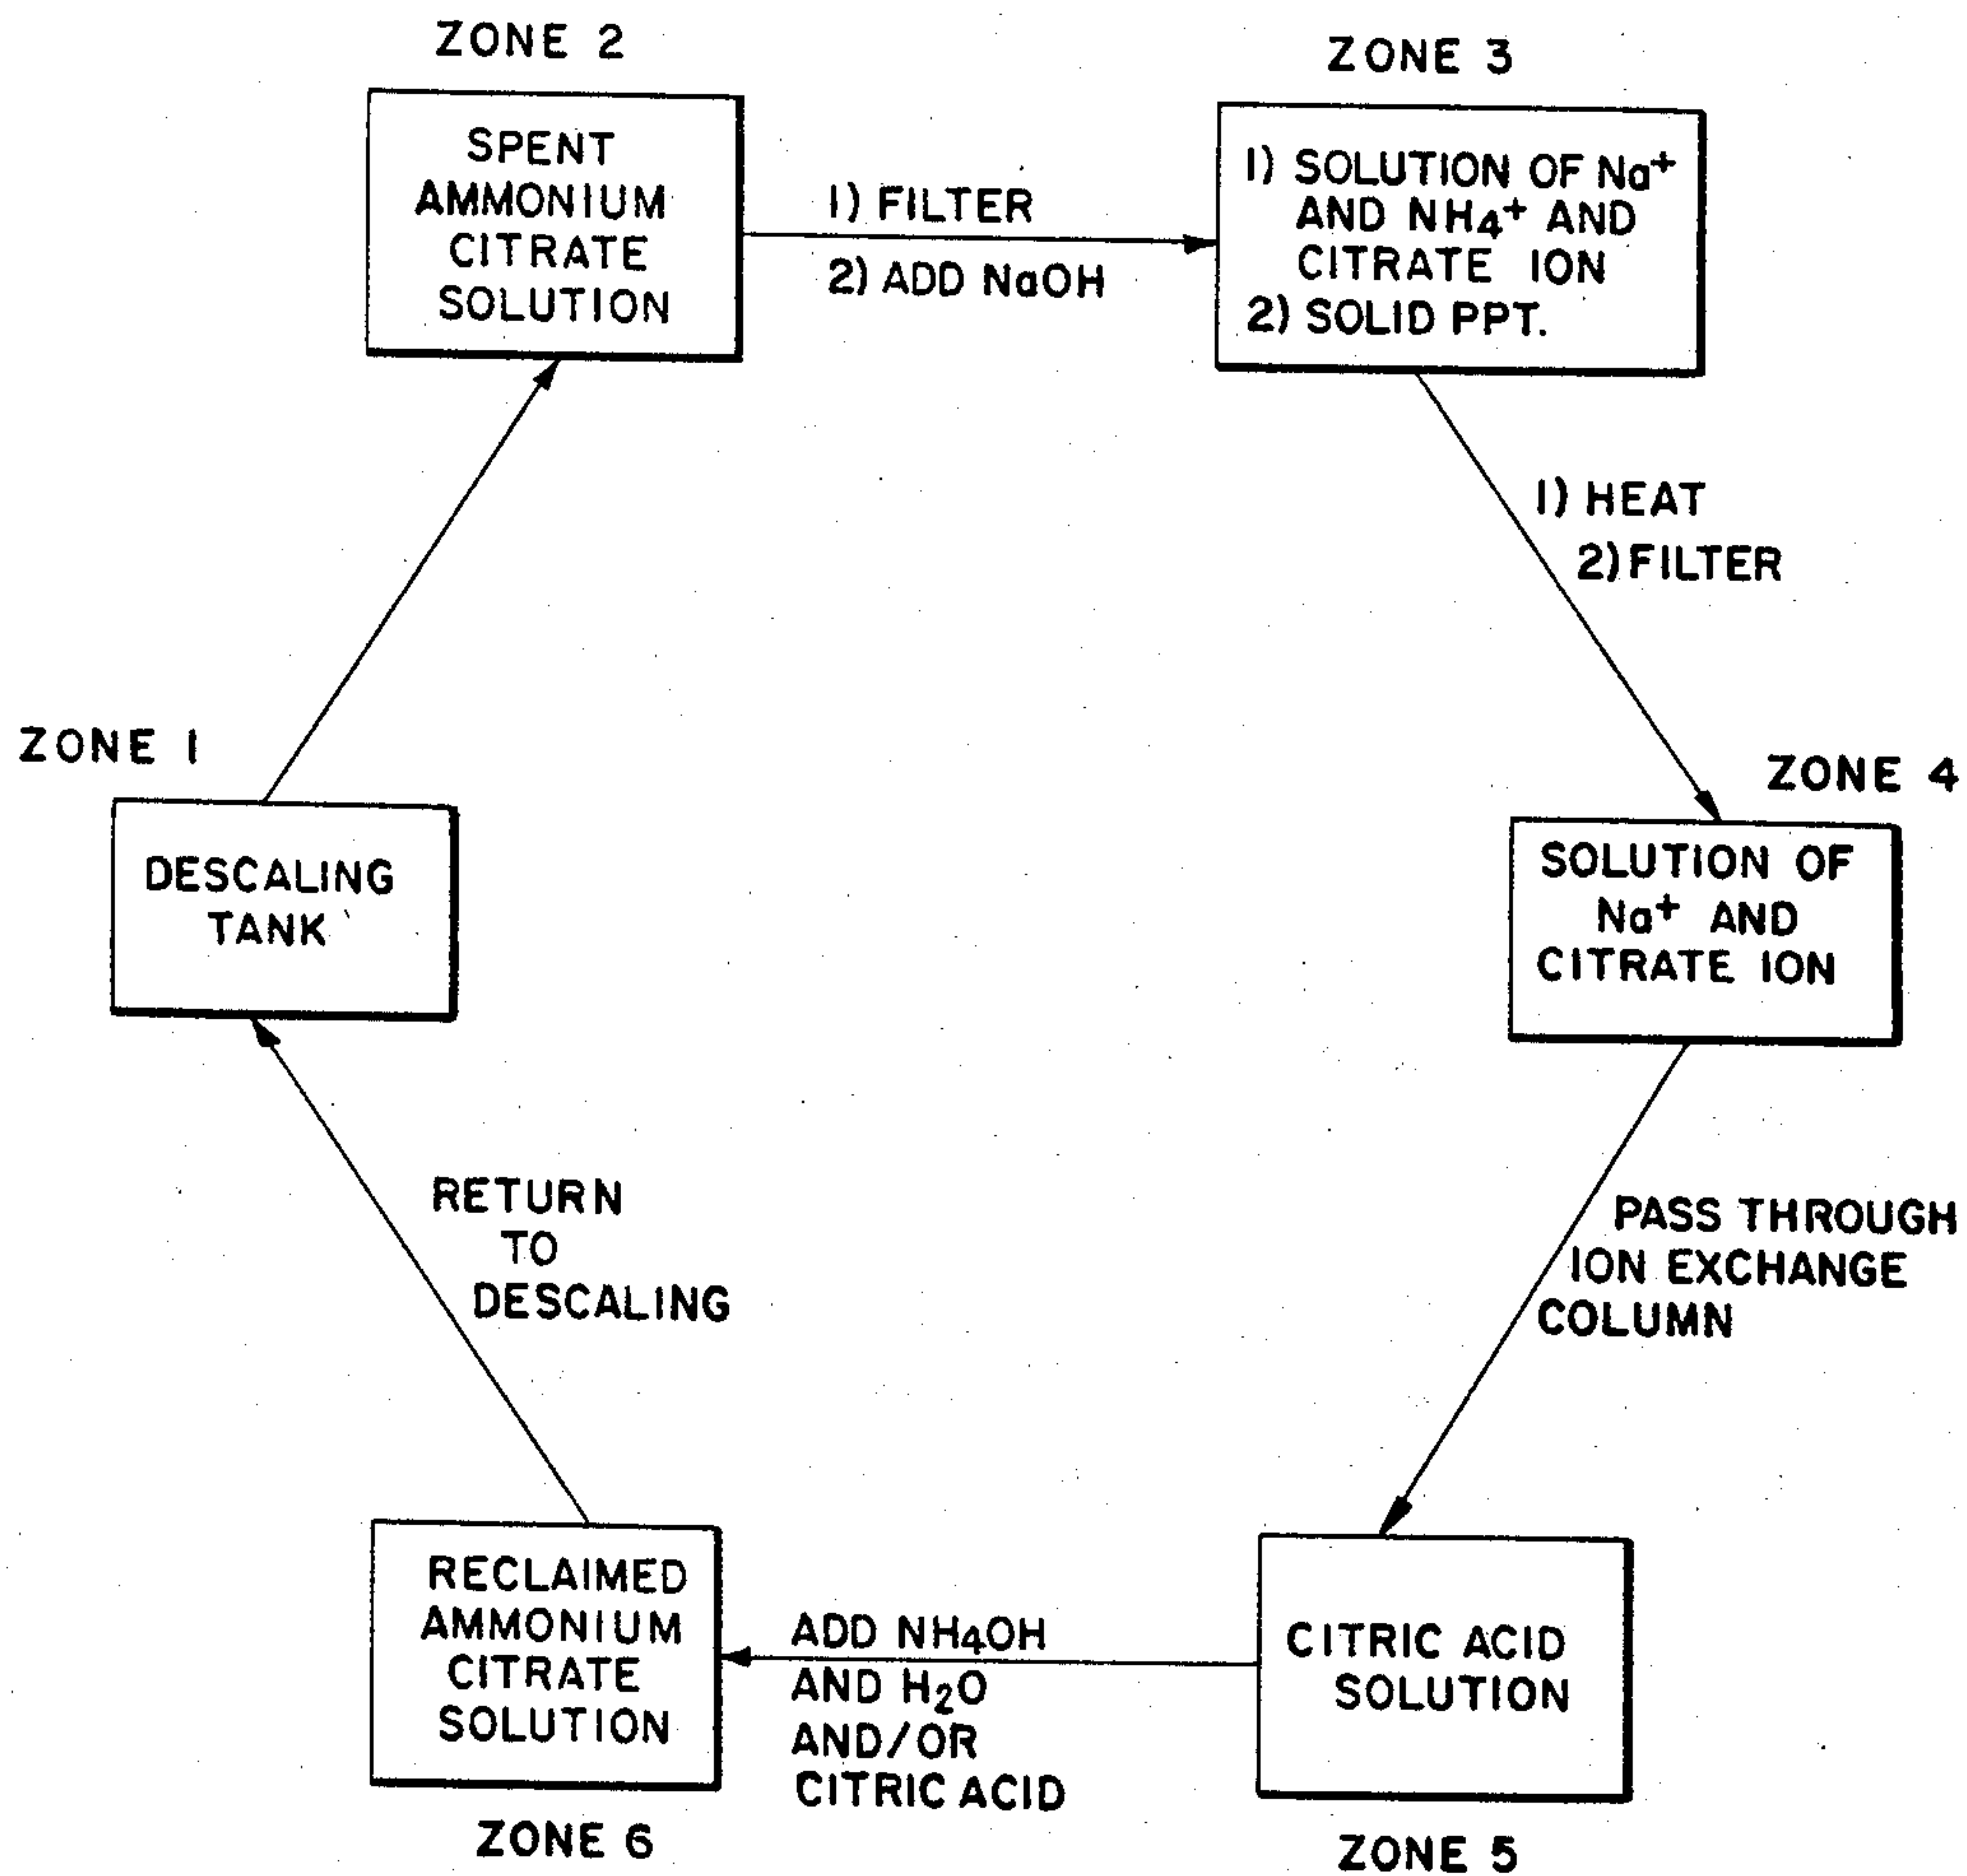 ZONE 2
SPENT
AMMONIUM
CITRATE
SOLUTION
1) FILTER
2) ADD NaOH
ZONE 3
1) SOLUTION OF Na⁺
AND NH₄⁺ AND
CITRATE ION
2) SOLID PPT.
1) HEAT
2) FILTER
ZONE 4
SOLUTION OF
Na⁺ AND
CITRATE ION
PASS THROUGH
ION EXCHANGE
COLUMN
CITRIC ACID
SOLUTION
ZONE 5
ADD NH₄OH
AND H₂O
AND/OR
CITRIC ACID
RECLAIMED
AMMONIUM
CITRATE
SOLUTION
ZONE 6
RETURN
TO
DESCALING
ZONE 1
DESCALING
TANK